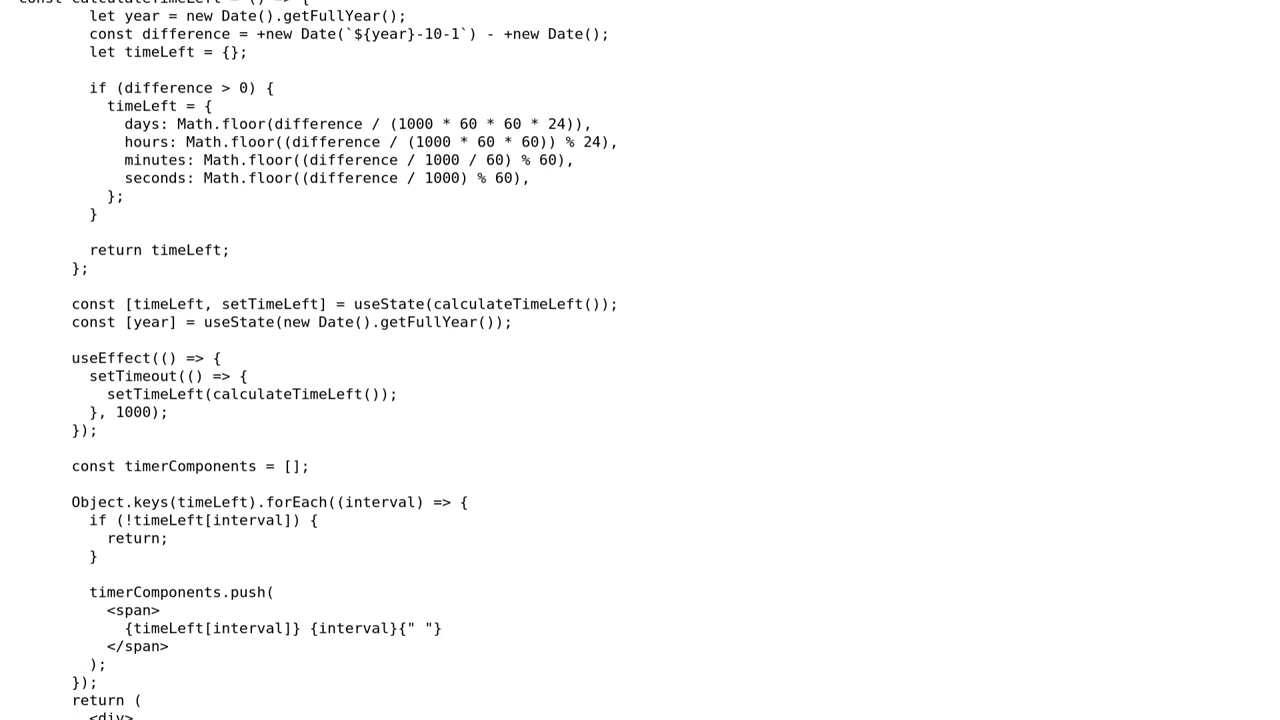 const calculateTimeLeft = () => {
let year = new Date().getFullYear();
const difference = +new Date(`${year}-10-1`) - +new Date();
let timeLeft = {};
if (difference > 0) {
timeLeft = {
days: Math.floor(difference / (1000 * 60 * 60 * 24)),
hours: Math.floor((difference / (1000 * 60 * 60)) % 24),
minutes: Math.floor((difference / 1000 / 60) % 60),
seconds: Math.floor((difference / 1000) % 60),
};
}
return timeLeft;
};
const [timeLeft, setTimeLeft] = useState(calculateTimeLeft());
const [year] = useState(new Date().getFullYear());
useEffect(() => {
setTimeout(() => {
setTimeLeft(calculateTimeLeft());
}, 1000);
});
const timerComponents = [];
Object.keys(timeLeft).forEach((interval) => {
if (!timeLeft[interval]) {
return;
}
timerComponents.push(
<span>
{timeLeft[interval]} {interval}{" "}
</span>
);
});
return (
<div>